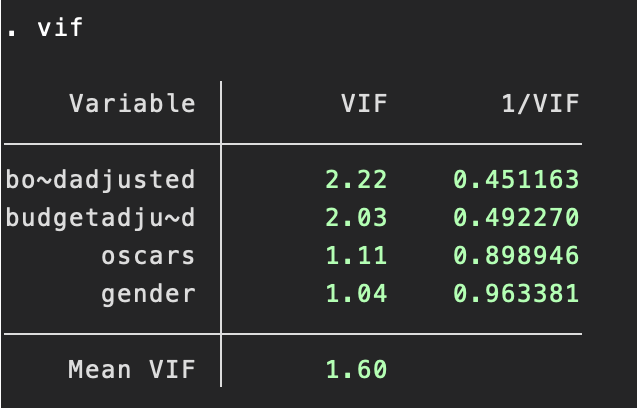 . vif
Variable VIF 1/VIF
bo~dadjusted 2.22 0.451163
budgetadju~d 2.03 0.492270
oscars 1.11 0.898946
gender 1.04 0.963381
Mean VIF 1.60